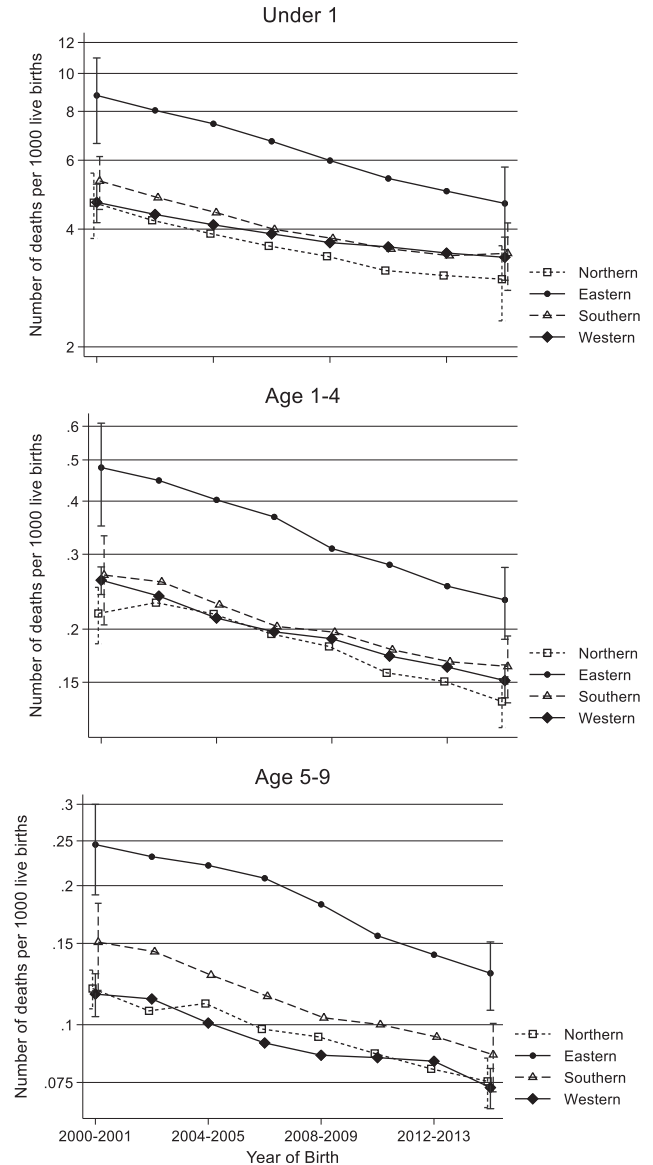 Under 1
Number of deaths per 1000 live births
12
10
8
6
4
2
Northern
Eastern
Southern
Western
Age 1-4
Number of deaths per 1000 live births
.6
.5
.4
.3
.2
.15
Northern
Eastern
Southern
Western
Age 5-9
Number of deaths per 1000 live births
.3
.25
.2
.15
.1
.075
Northern
Eastern
Southern
Western
2000-2001 2004-2005 2008-2009 2012-2013
Year of Birth